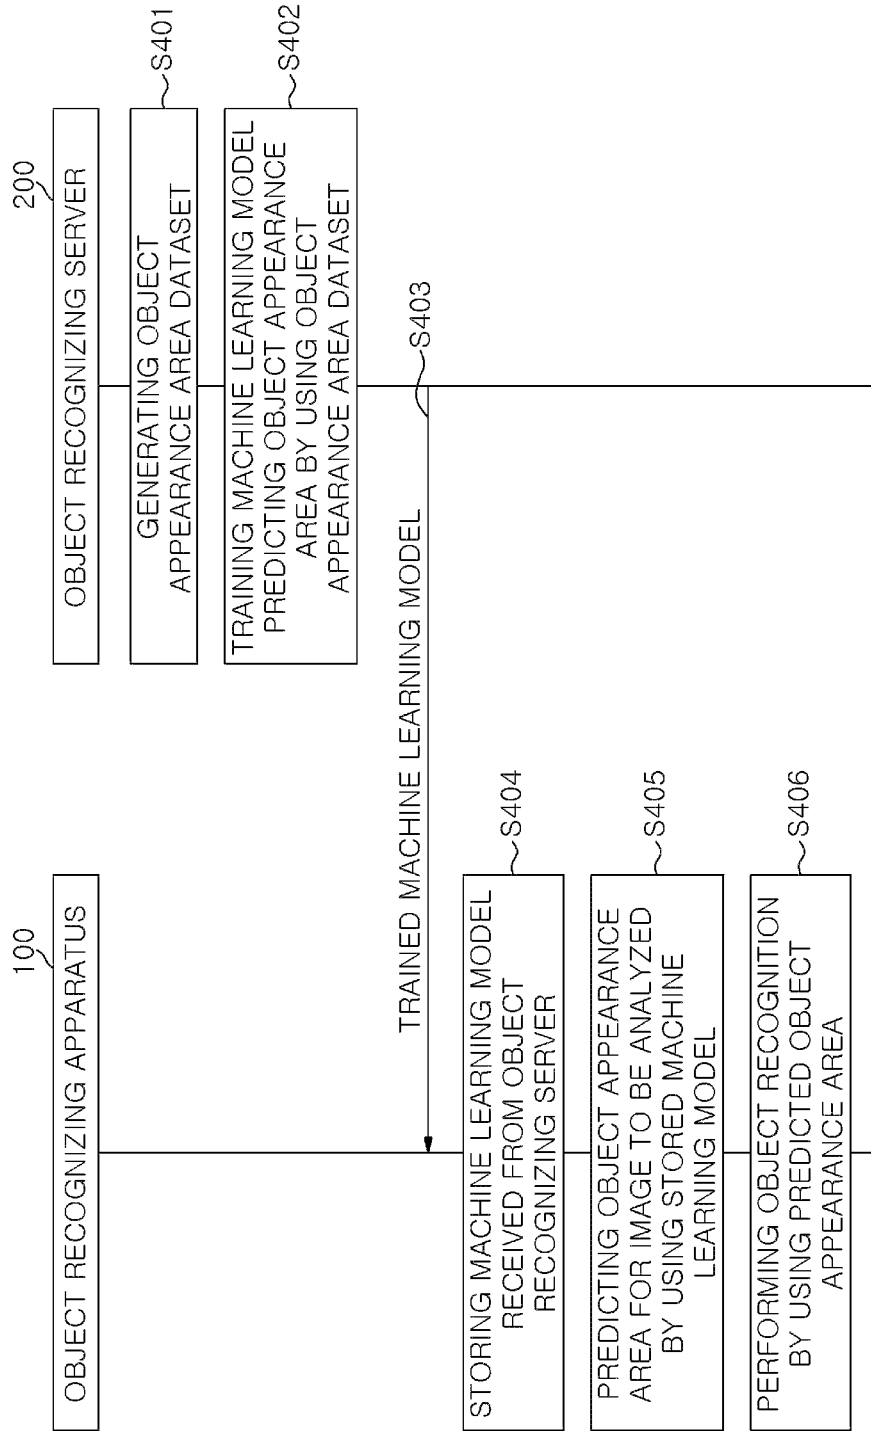 100
OBJECT RECOGNIZING APPARATUS
200
OBJECT RECOGNIZING SERVER
GENERATING OBJECT
APPEARANCE AREA DATASET
S401
TRAINING MACHINE LEARNING MODEL
PREDICTING OBJECT APPEARANCE
AREA BY USING OBJECT
APPEARANCE AREA DATASET
S402
TRAINED MACHINE LEARNING MODEL
S403
STORING MACHINE LEARNING MODEL
RECEIVED FROM OBJECT
RECOGNIZING SERVER
S404
PREDICTING OBJECT APPEARANCE
AREA FOR IMAGE TO BE ANALYZED
BY USING STORED MACHINE
LEARNING MODEL
S405
PERFORMING OBJECT RECOGNITION
BY USING PREDICTED OBJECT
APPEARANCE AREA
S406